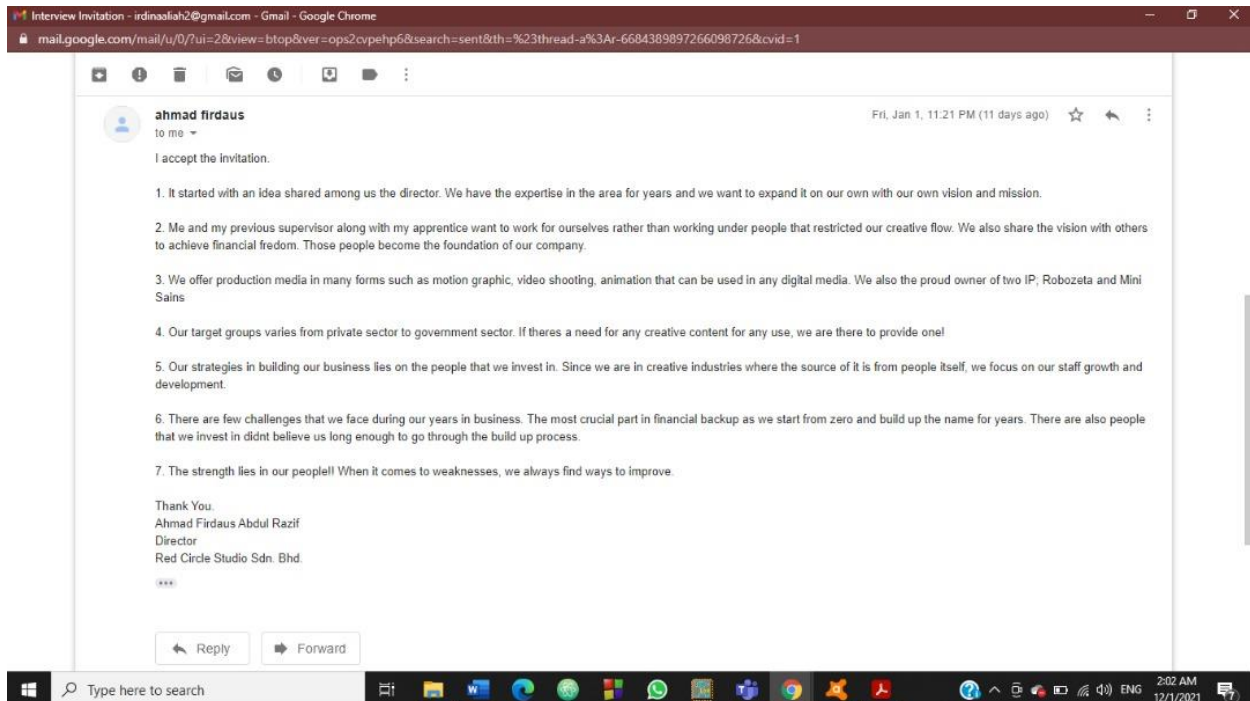 Interview Invitation - irdinaaliah2@gmail.com - Gmail - Google Chrome
mail.google.com/mail/u/0/?ui=2&view=btop&ver=ops2cvpehp6&search=sent&th=%23thread-a%3Ar-6684389897266098726&cvid=1
ahmad firdaus
Fri, Jan 1, 11:21 PM (11 days ago)
to me
I accept the invitation.
1. It started with an idea shared among us the director. We have the expertise in the area for years and we want to expand it on our own with our own vision and mission.
2. Me and my previous supervisor along with my apprentice want to work for ourselves rather than working under people that restricted our creative flow. We also share the vision with others
to achieve financial fredom. Those people become the foundation of our company.
3. We offer production media in many forms such as motion graphic, video shooting, animation that can be used in any digital media. We also the proud owner of two IP; Robozeta and Mini
Sains
4. Our target groups varies from private sector to government sector. If theres a need for any creative content for any use, we are there to provide one!
5. Our strategies in building our business lies on the people that we invest in. Since we are in creative industries where the source of it is from people itself, we focus on our staff growth and
development.
6. There are few challenges that we face during our years in business. The most crucial part in financial backup as we start from zero and build up the name for years. There are also people
that we invest in didnt believe us long enough to go through the build up process.
7. The strength lies in our people!! When it comes to weaknesses, we always find ways to improve.
Thank You.
Ahmad Firdaus Abdul Razif
Director
Red Circle Studio Sdn. Bhd.
Reply
Forward
Type here to search
ENG
2:02 AM
12/1/2021